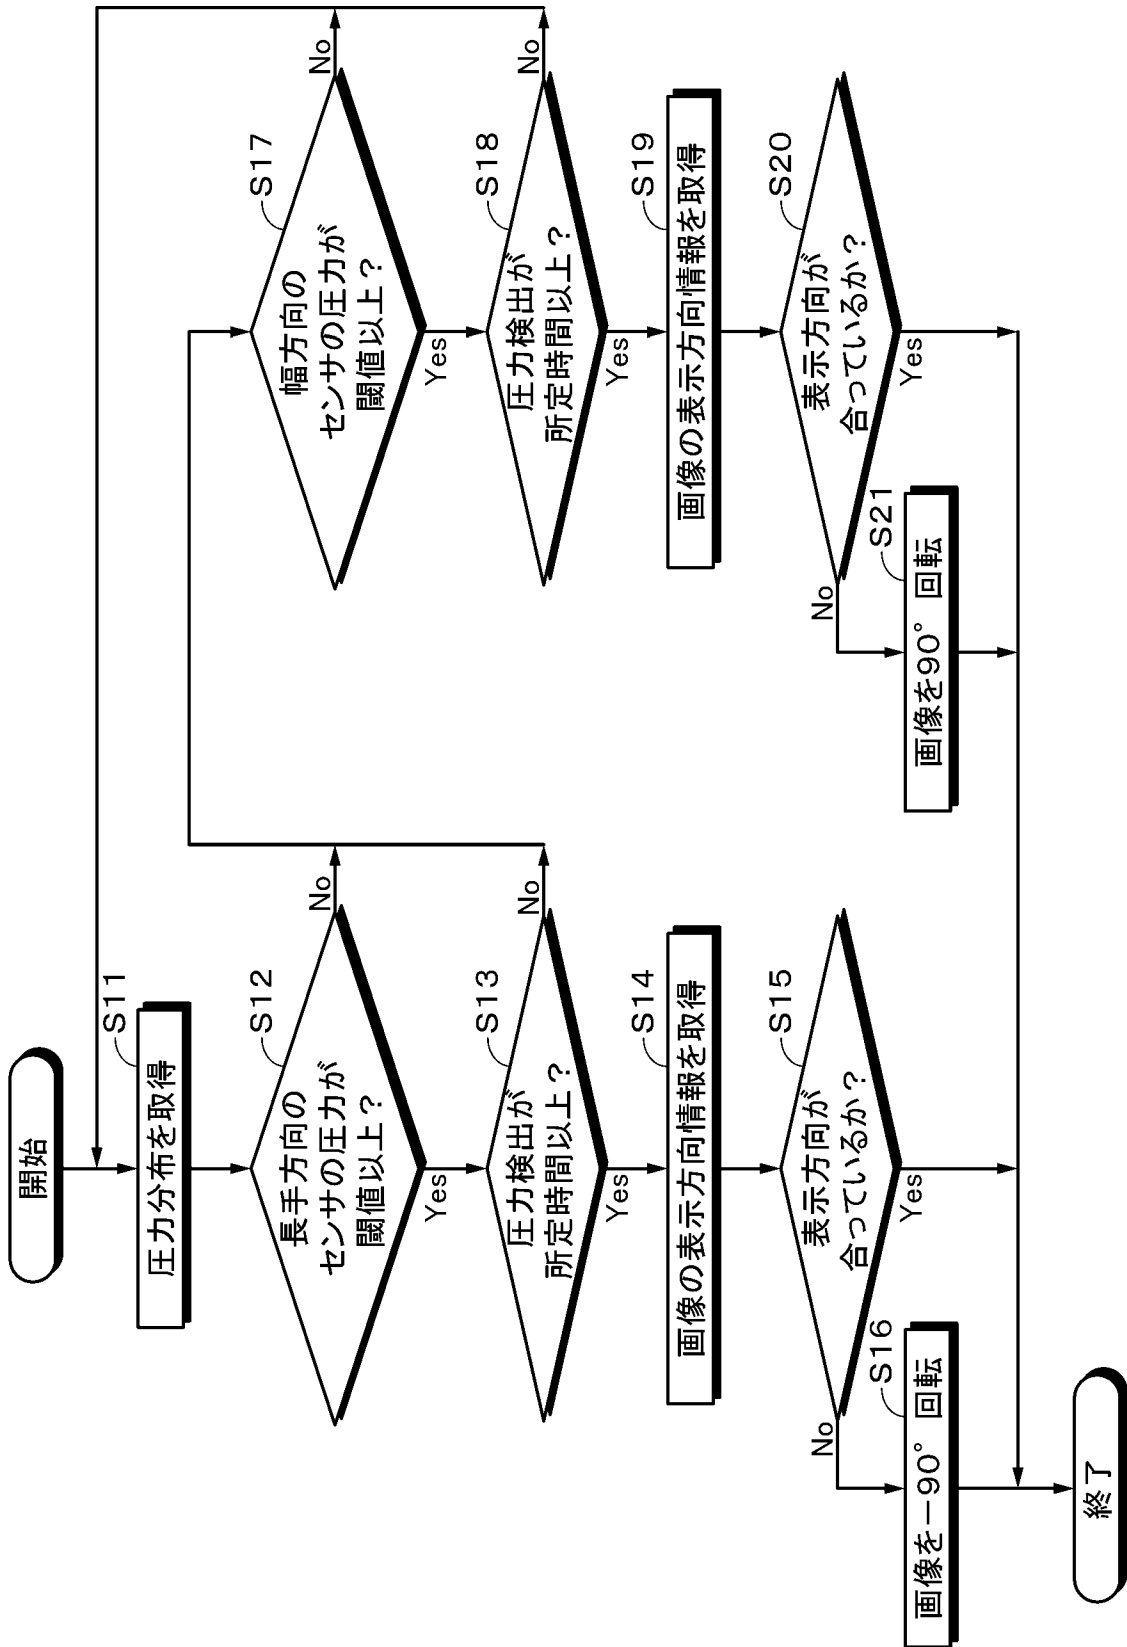 開始
S11
圧力分布を取得
S12
長手方向の
センサの圧力が
閾値以上？
No
Yes
S13
圧力検出が
所定時間以上？
No
Yes
S14
画像の表示方向情報を取得
S15
表示方向が
合っているか？
No
Yes
S16
画像を−90° 回転
S17
幅方向の
センサの圧力が
閾値以上？
No
Yes
S18
圧力検出が
所定時間以上？
No
Yes
S19
画像の表示方向情報を取得
S20
表示方向が
合っているか？
No
Yes
S21
画像を90° 回転
終了